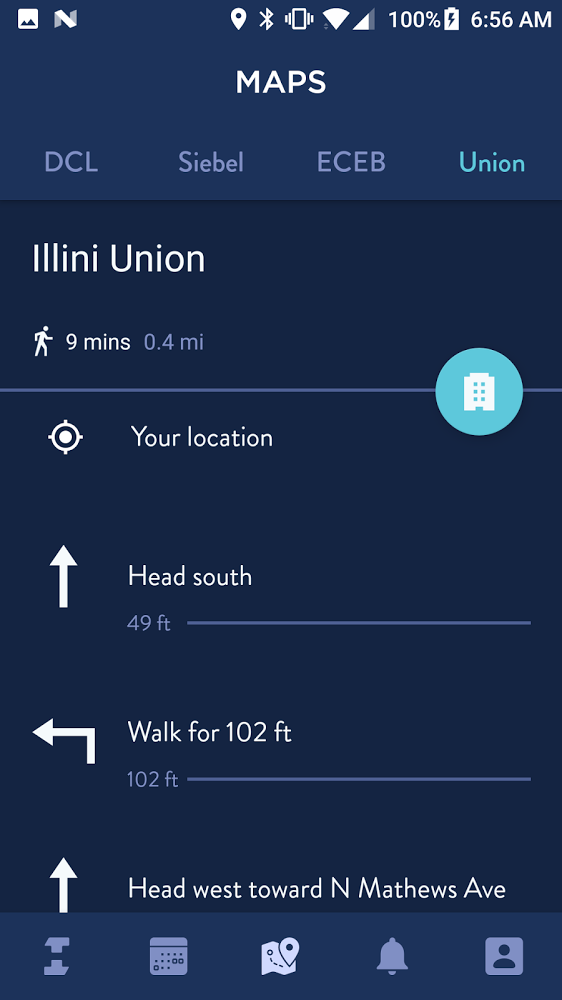 100% 6:56 AM
MAPS
DCL Siebel ECEB Union
Illini Union
9 mins 0.4 mi
Your location
Head south
49 ft
Walk for 102 ft
102 ft
Head west toward N Mathews Ave